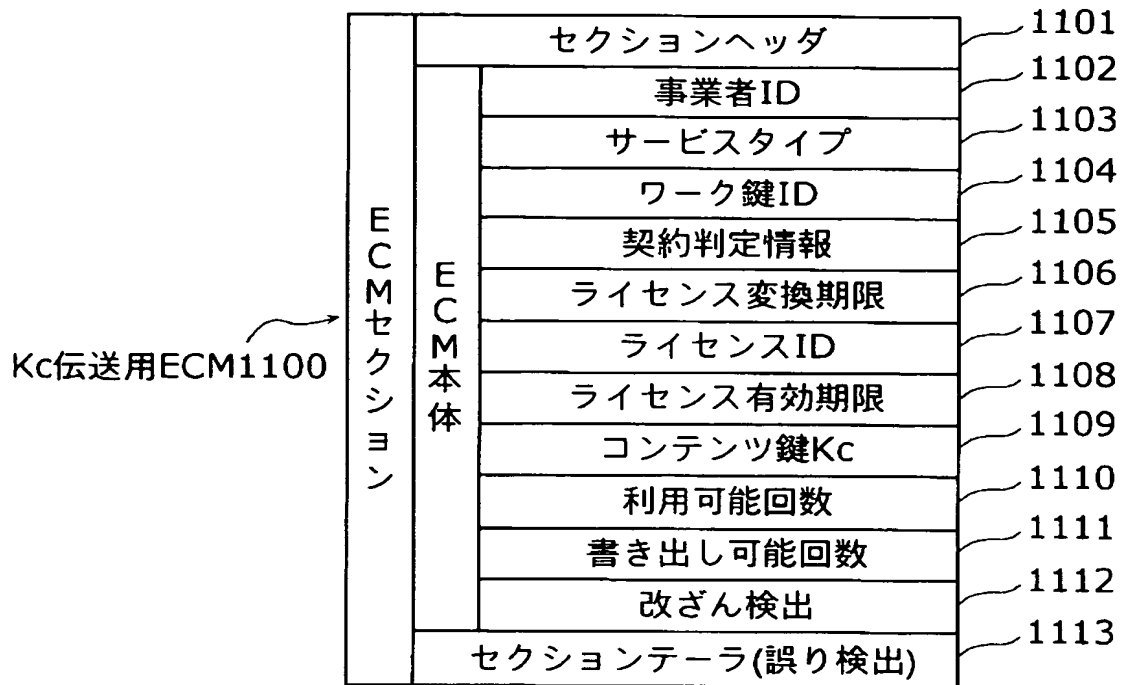 セクションヘッダ 1101
事業者ID 1102
サービスタイプ 1103
ワーク鍵ID 1104
契約判定情報 1105
ライセンス変換期限 1106
ライセンスID 1107
ライセンス有効期限 1108
コンテンツ鍵Kc 1109
利用可能回数 1110
書き出し可能回数 1111
改ざん検出 1112
セクションテーラ(誤り検出) 1113
ECMセクション
ECM本体
Kc伝送用ECM1100